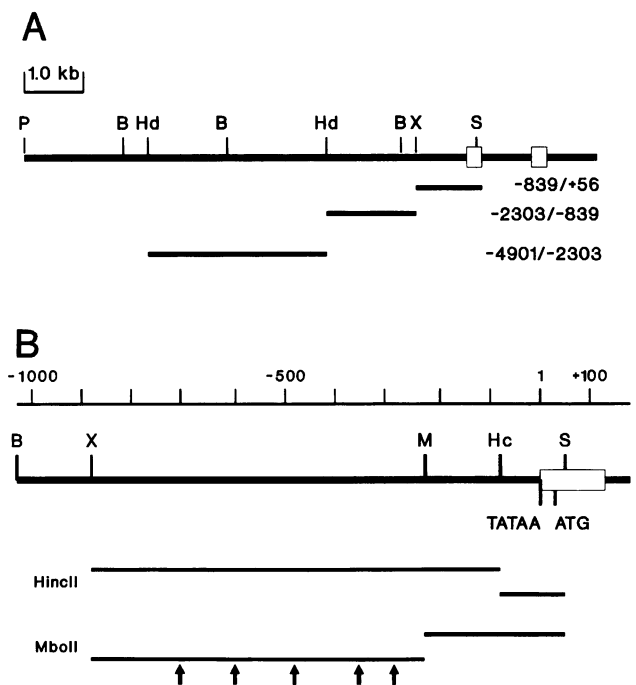 A
1.0 kb
P B Hd B Hd B X S
-839/+56
-2303/-839
-4901/-2303
B
-1000 -500 1 +100
B X M Hc S
TATAA ATG
HincII
MboII